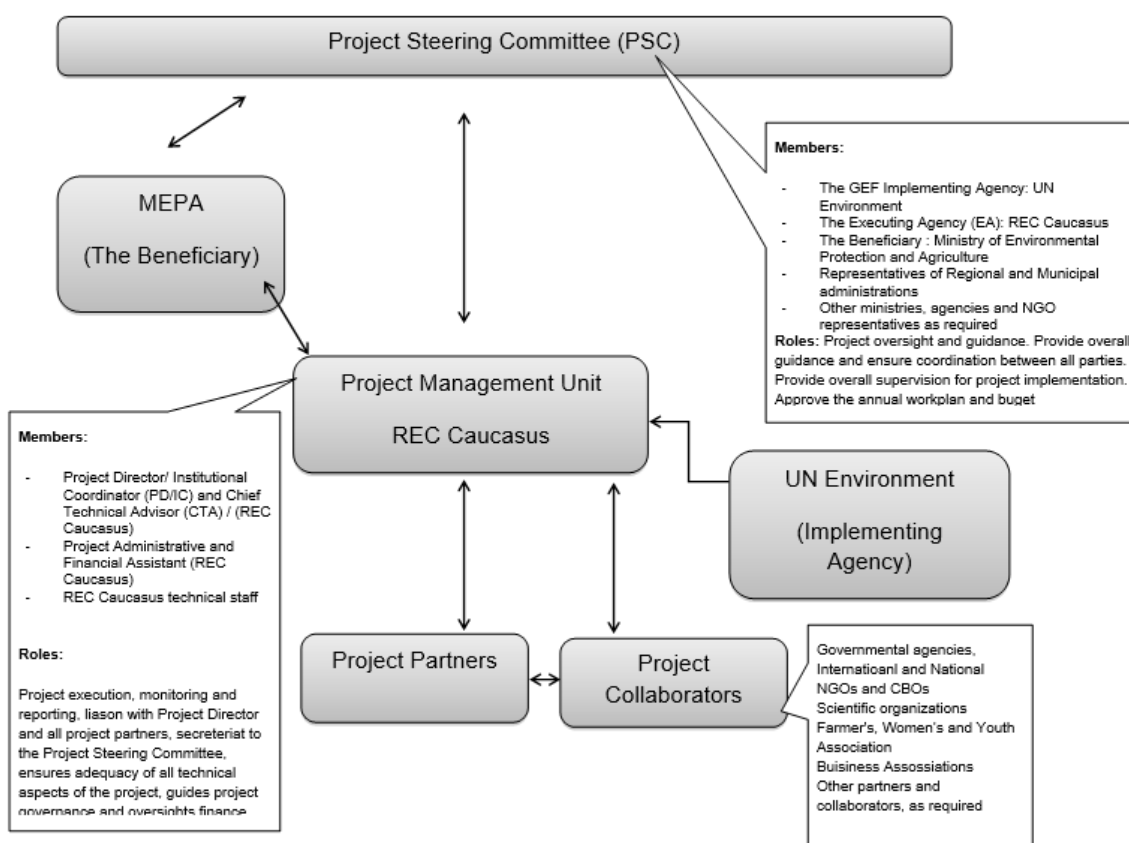 Project Steering Committee (PSC)
Members:
- The GEF Implementing Agency: UN
Environment
- The Executing Agency (EA): REC Caucasus
- The Beneficiary : Ministry of Environmental
Protection and Agriculture
- Representatives of Regional and Municipal
administrations
- Other ministries, agencies and NGO
representatives as required
Roles: Project oversight and guidance. Provide overall
guidance and ensure coordination between all parties.
Provide overall supervision for project implementation.
Approve the annual workplan and buget
MEPA
(The Beneficiary)
Project Management Unit
REC Caucasus
Members:
- Project Director/ Institutional
Coordinator (PD/IC) and Chief
Technical Advisor (CTA) / (REC
Caucasus)
- Project Administrative and
Financial Assistant (REC
Caucasus)
- REC Caucasus technical staff
Roles:
Project execution, monitoring and
reporting, liason with Project Director
and all project partners, secreteriat to
the Project Steering Committee,
ensures adequacy of all technical
aspects of the project, guides project
governance and oversights finance
UN Environment
(Implementing
Agency)
Project Partners
Project
Collaborators
Governmental agencies,
Internatioanl and National
NGOs and CBOs
Scientific organizations
Farmer's, Women's and Youth
Association
Buisiness Assossiations
Other partners and
collaborators, as required